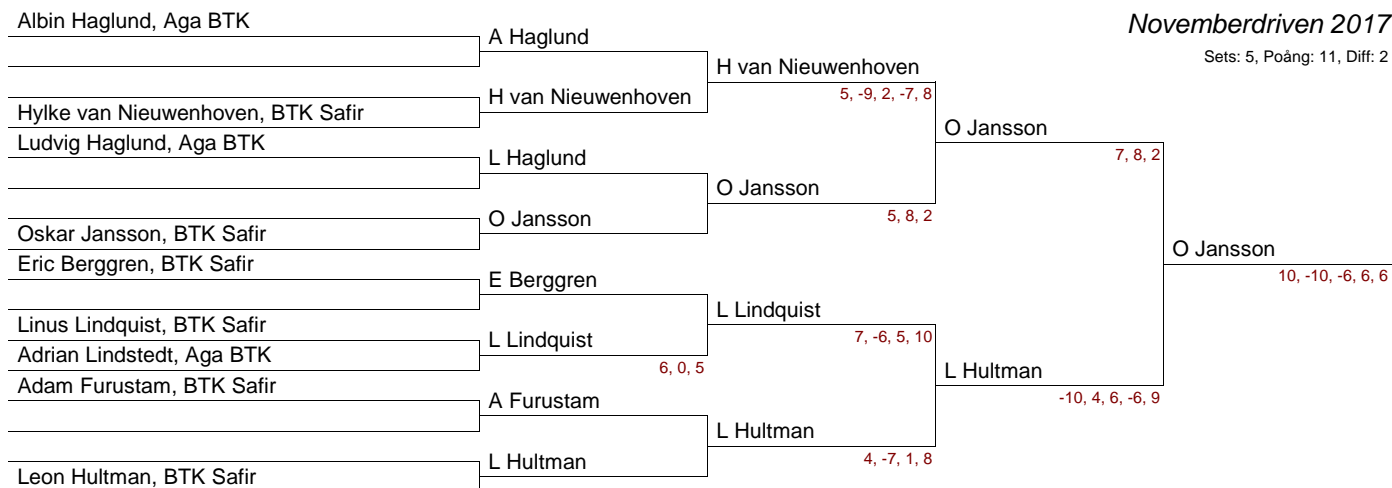 Albin Haglund, Aga BTK
Novemberdriven 2017
A Haglund
Sets: 5, Poång: 11, Diff: 2
H van Nieuwenhoven
H van Nieuwenhoven
5, -9, 2, -7, 8
Hylke van Nieuwenhoven, BTK Safir
O Jansson
Ludvig Haglund, Aga BTK
7, 8, 2
L Haglund
O Jansson
O Jansson
5, 8, 2
Oskar Jansson, BTK Safir
O Jansson
Eric Berggren, BTK Safir
10, -10, -6, 6, 6
E Berggren
L Lindquist
Linus Lindquist, BTK Safir
L Lindquist
7, -6, 5, 10
Adrian Lindstedt, Aga BTK
6, 0, 5
L Hultman
Adam Furustam, BTK Safir
-10, 4, 6, -6, 9
A Furustam
L Hultman
L Hultman
4, -7, 1, 8
Leon Hultman, BTK Safir